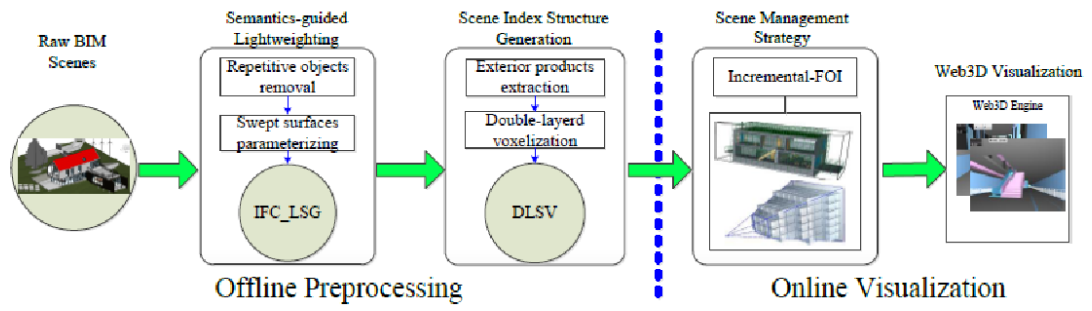 Raw BIM
Scenes
Semantics-guided
Lightweighting
Repetitive objects
removal
Swept surfaces
parameterizing
IFC_LSG
Scene Index Structure
Generation
Exterior products
extraction
Double-layerd
voxelization
DLSV
Scene Management
Strategy
Incremental-FOI
Web3D Visualization
Web3D Engine
Offline Preprocessing
Online Visualization